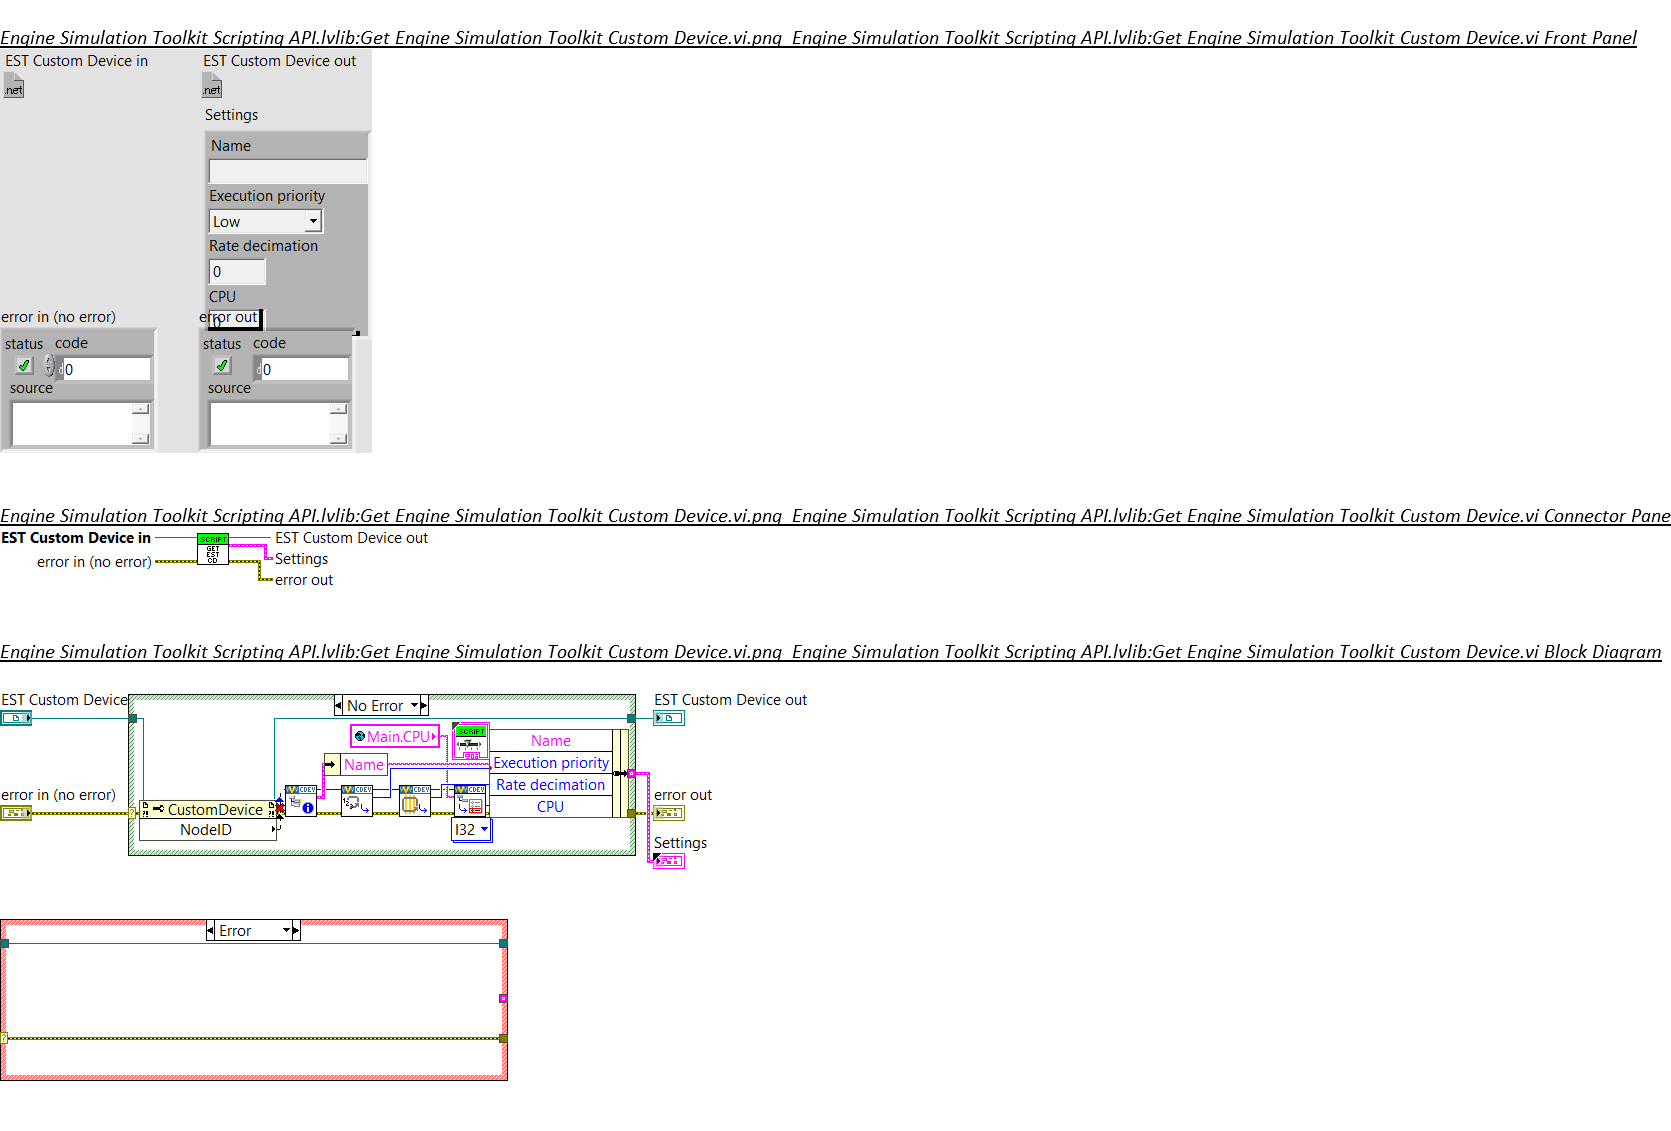 Engine Simulation Toolkit Scripting API.lvlib:Get Engine Simulation Toolkit Custom Device.vi.png  Engine Simulation Toolkit Scripting API.lvlib:Get Engine Simulation Toolkit Custom Device.vi Front Panel
EST Custom Device in
EST Custom Device out
.net
.net
Settings
Name
Execution priority
Low
Rate decimation
0
CPU
0
error in (no error)
error out
status code
status code
0
0
source
source
Engine Simulation Toolkit Scripting API.lvlib:Get Engine Simulation Toolkit Custom Device.vi.png  Engine Simulation Toolkit Scripting API.lvlib:Get Engine Simulation Toolkit Custom Device.vi Connector Pane
EST Custom Device in
SCRIPT
GET
EST
CD
EST Custom Device out
Settings
error in (no error)
error out
Engine Simulation Toolkit Scripting API.lvlib:Get Engine Simulation Toolkit Custom Device.vi.png  Engine Simulation Toolkit Scripting API.lvlib:Get Engine Simulation Toolkit Custom Device.vi Block Diagram
EST Custom Device
No Error
EST Custom Device out
Main.CPU
SCRIPT
Name
Name
Execution priority
Rate decimation
CPU
error in (no error)
CDEV
CDEV
CDEV
CDEV
error out
CustomDevice
NodeID
I32
Settings
Error